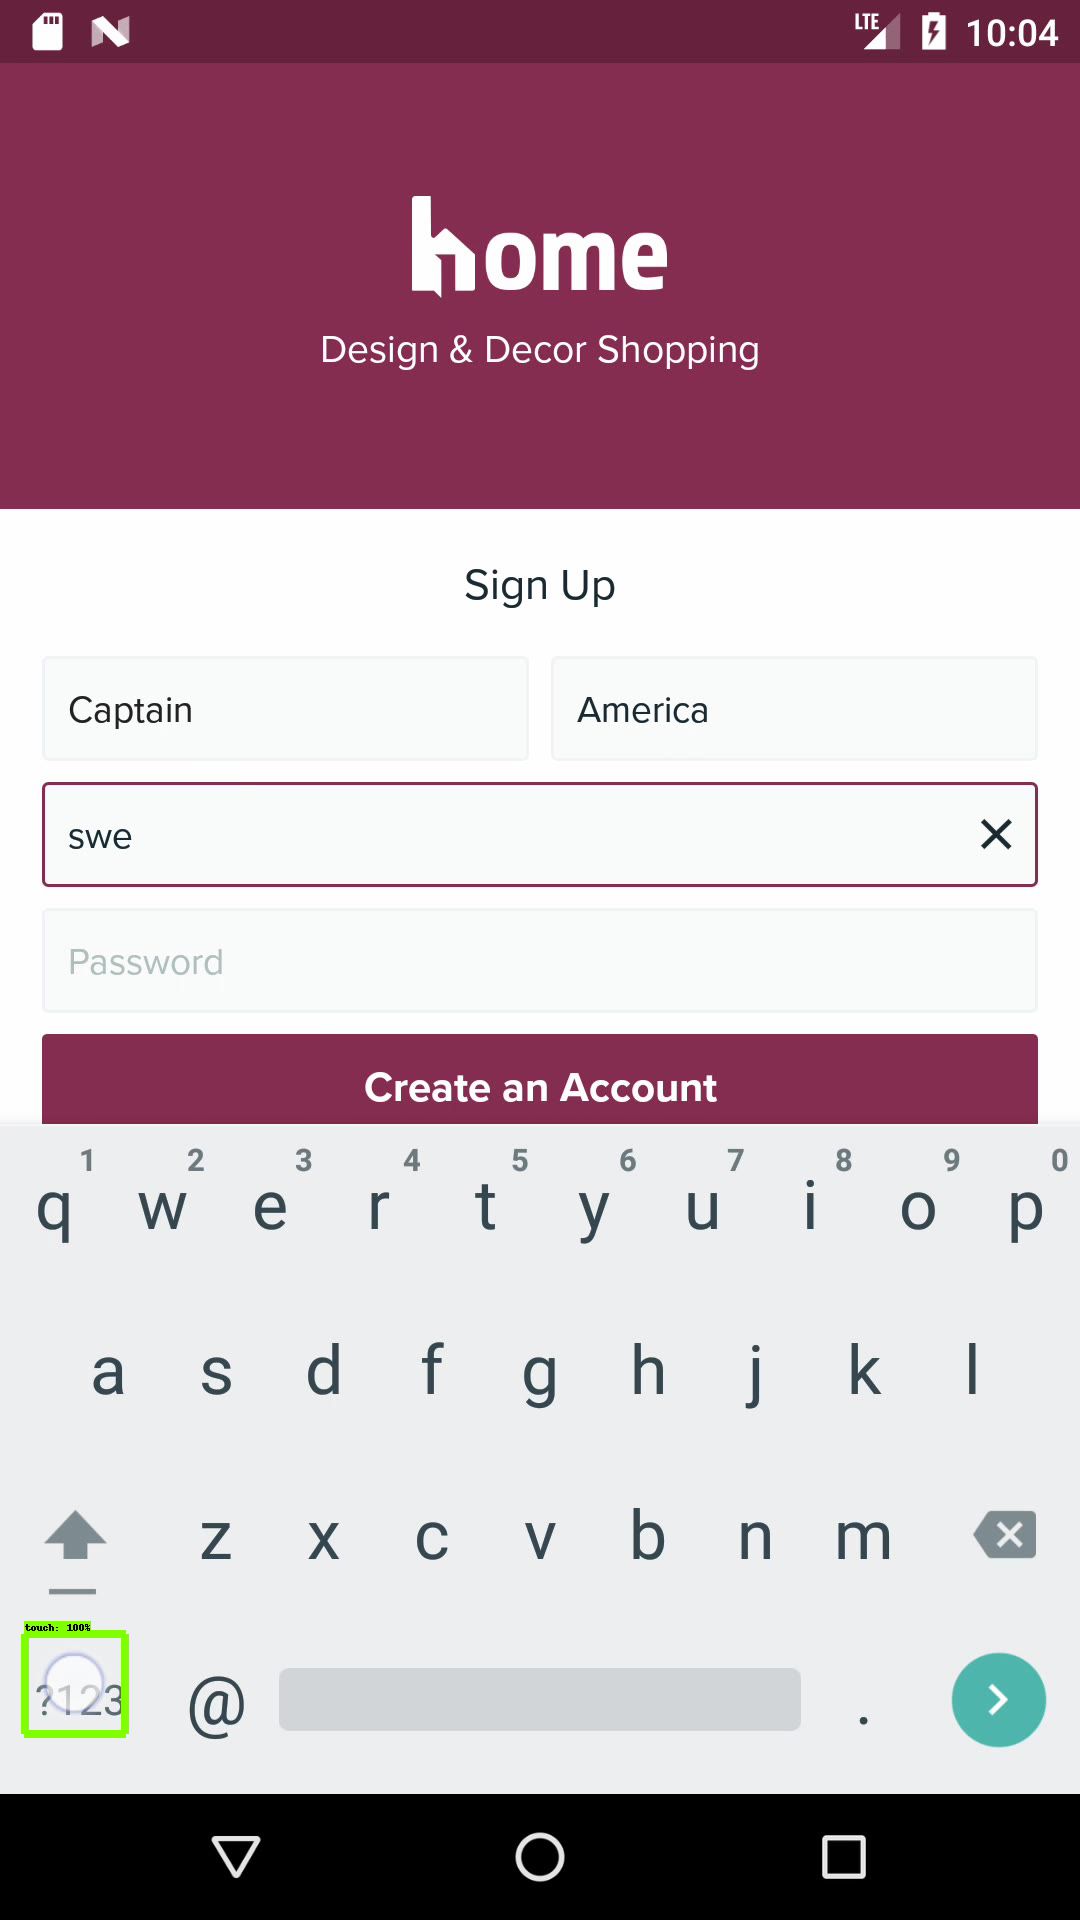 LTE 10:04
home
Design & Decor Shopping
Sign Up
Captain America
swe
Password
Create an Account
1 2 3 4 5 6 7 8 9 0
q w e r t y u i o p
a s d f g h j k l
z x c v b n m
touch: 100%
?123 @ .